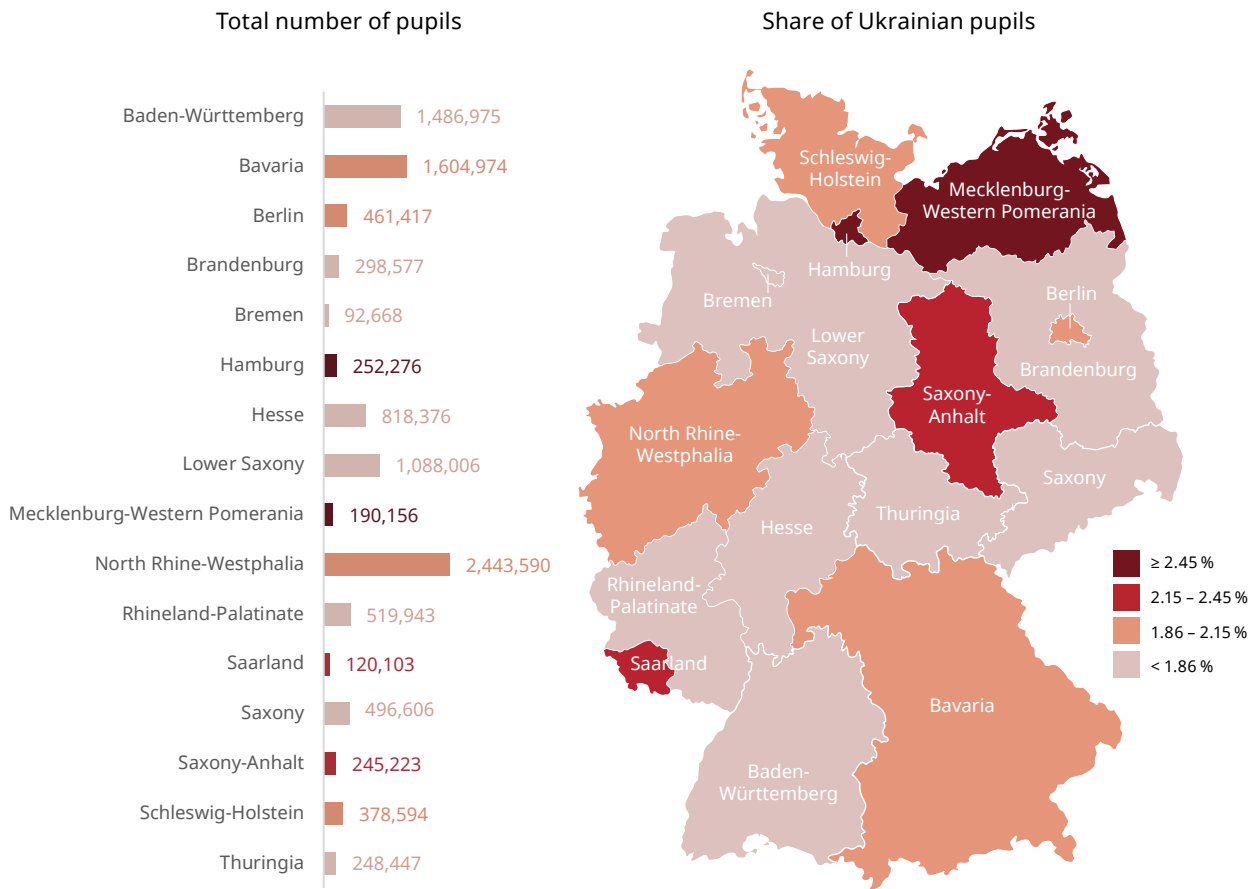 Total number of pupils
Share of Ukrainian pupils
Baden-Württemberg 1,486,975
Bavaria 1,604,974
Berlin 461,417
Brandenburg 298,577
Bremen 92,668
Hamburg 252,276
Hesse 818,376
Lower Saxony 1,088,006
Mecklenburg-Western Pomerania 190,156
North Rhine-Westphalia 2,443,590
Rhineland-Palatinate 519,943
Saarland 120,103
Saxony 496,606
Saxony-Anhalt 245,223
Schleswig-Holstein 378,594
Thuringia 248,447
Schleswig-
Holstein
Mecklenburg-
Western Pomerania
Hamburg
Bremen
Berlin
Lower
Saxony
Brandenburg
Saxony-
Anhalt
North Rhine-
Westphalia
Saxony
Thuringia
Hesse
Rhineland-
Palatinate
Saarland
Bavaria
Baden-
Württemberg
≥ 2.45 %
2.15 – 2.45 %
1.86 – 2.15 %
< 1.86 %